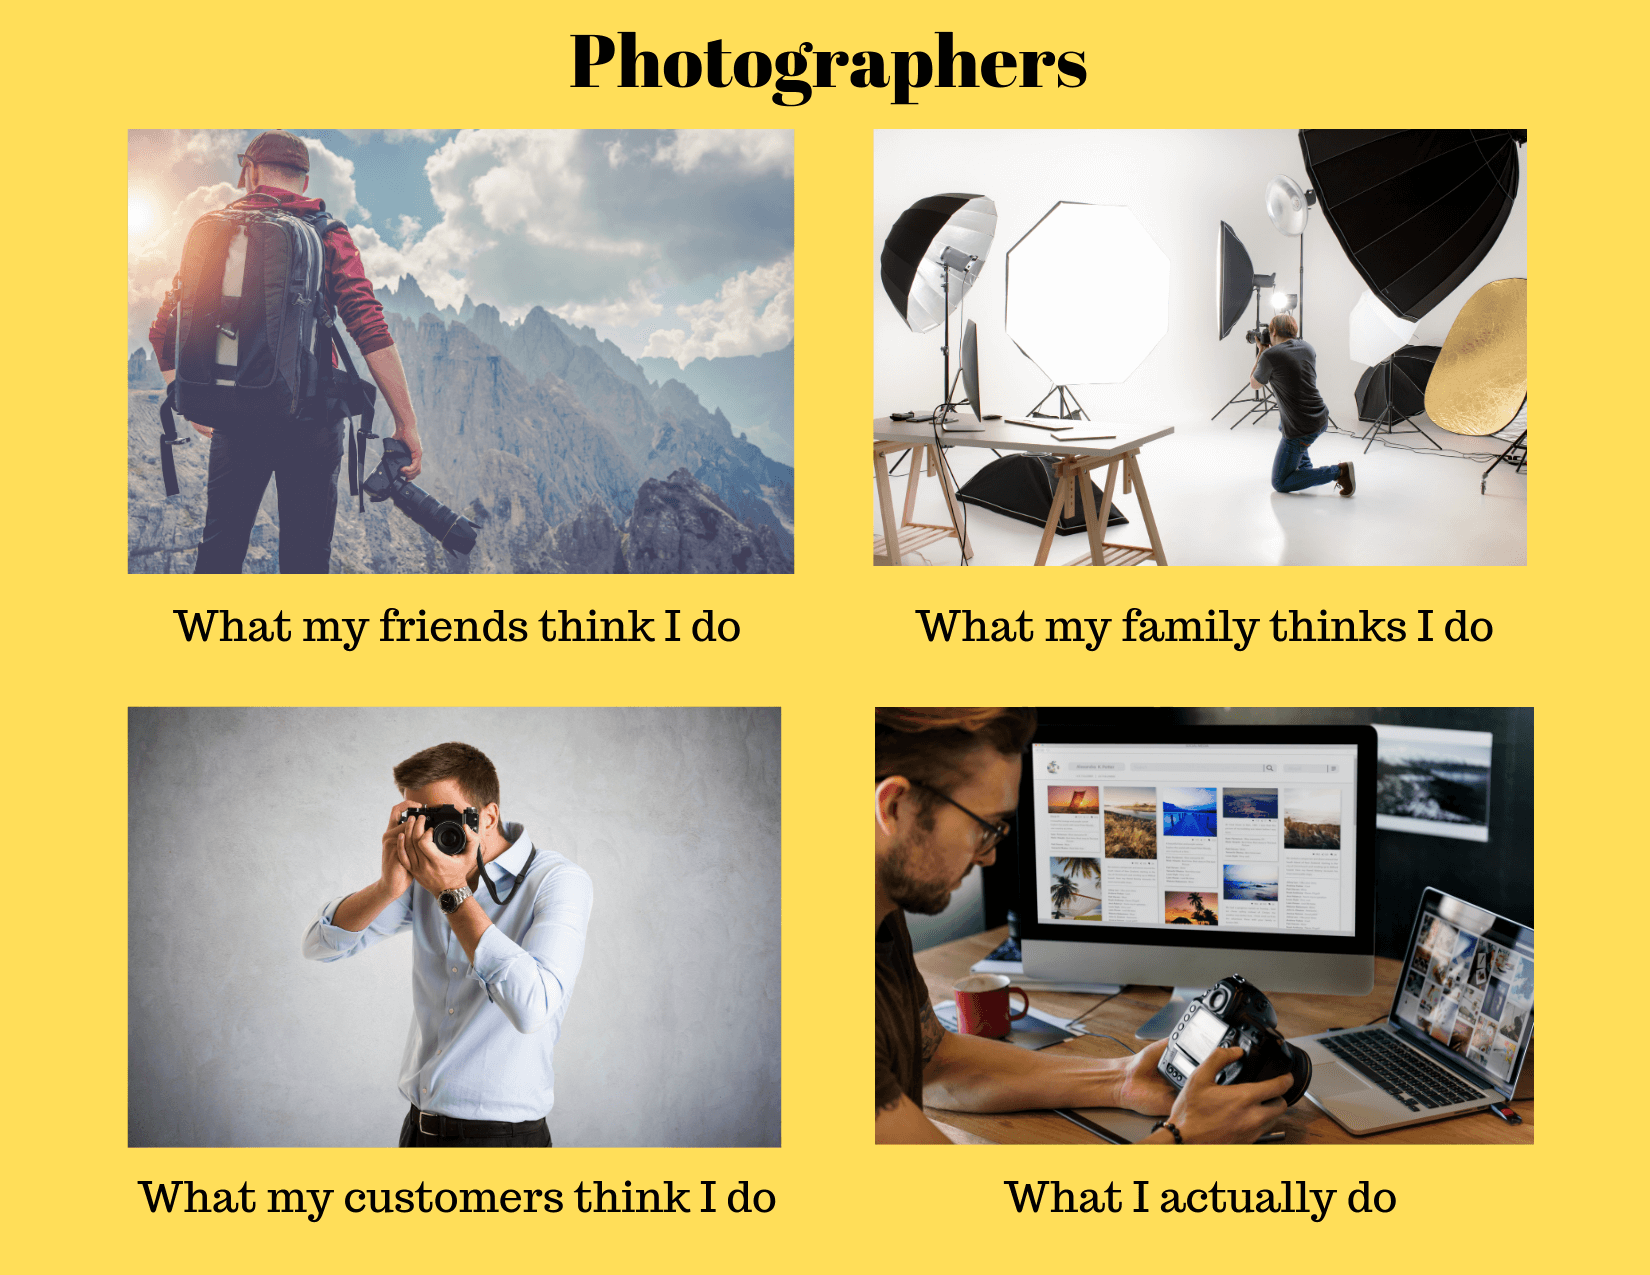 Photographers
What my friends think I do
What my family thinks I do
What my customers think I do
What I actually do